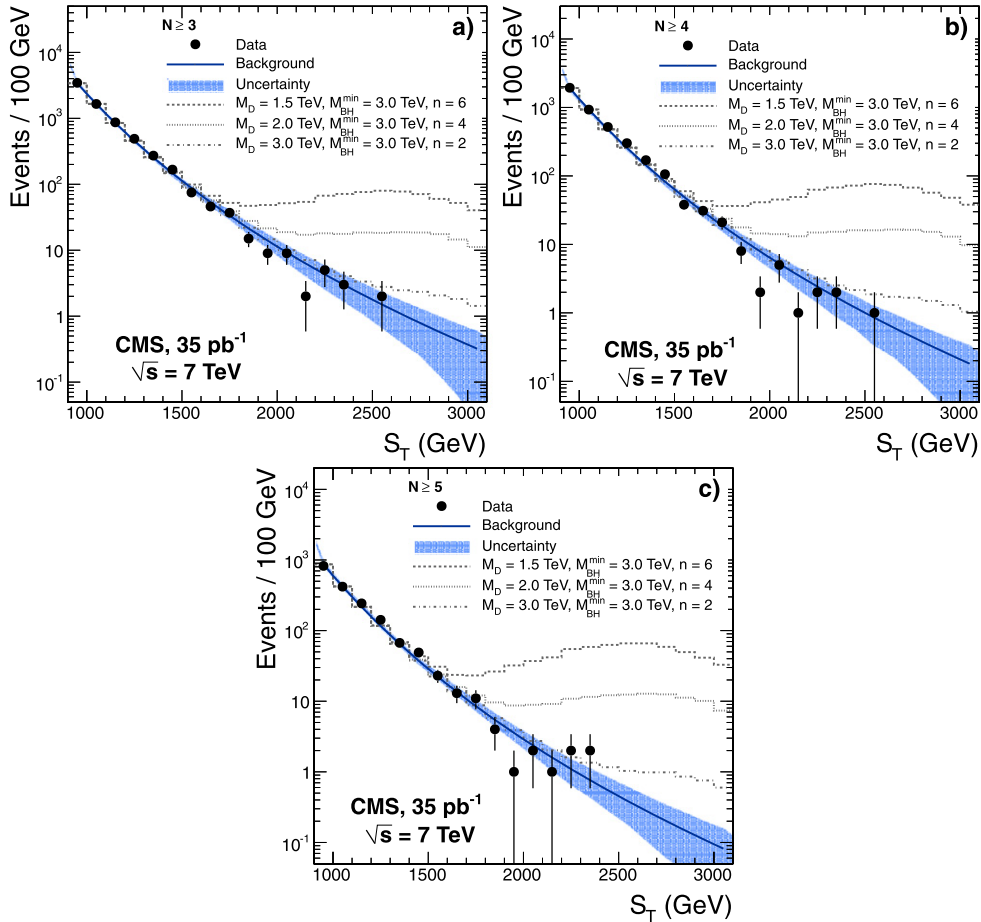 a)
N ≥ 3
Data
Background
Uncertainty
M_D = 1.5 TeV, M_BH^min = 3.0 TeV, n = 6
M_D = 2.0 TeV, M_BH^min = 3.0 TeV, n = 4
M_D = 3.0 TeV, M_BH^min = 3.0 TeV, n = 2
Events / 100 GeV
10^4
10^3
10^2
10
1
10^-1
CMS, 35 pb^-1
√s = 7 TeV
1000 1500 2000 2500 3000
S_T (GeV)
b)
N ≥ 4
Data
Background
Uncertainty
M_D = 1.5 TeV, M_BH^min = 3.0 TeV, n = 6
M_D = 2.0 TeV, M_BH^min = 3.0 TeV, n = 4
M_D = 3.0 TeV, M_BH^min = 3.0 TeV, n = 2
Events / 100 GeV
10^4
10^3
10^2
10
1
10^-1
CMS, 35 pb^-1
√s = 7 TeV
1000 1500 2000 2500 3000
S_T (GeV)
c)
N ≥ 5
Data
Background
Uncertainty
M_D = 1.5 TeV, M_BH^min = 3.0 TeV, n = 6
M_D = 2.0 TeV, M_BH^min = 3.0 TeV, n = 4
M_D = 3.0 TeV, M_BH^min = 3.0 TeV, n = 2
Events / 100 GeV
10^4
10^3
10^2
10
1
10^-1
CMS, 35 pb^-1
√s = 7 TeV
1000 1500 2000 2500 3000
S_T (GeV)